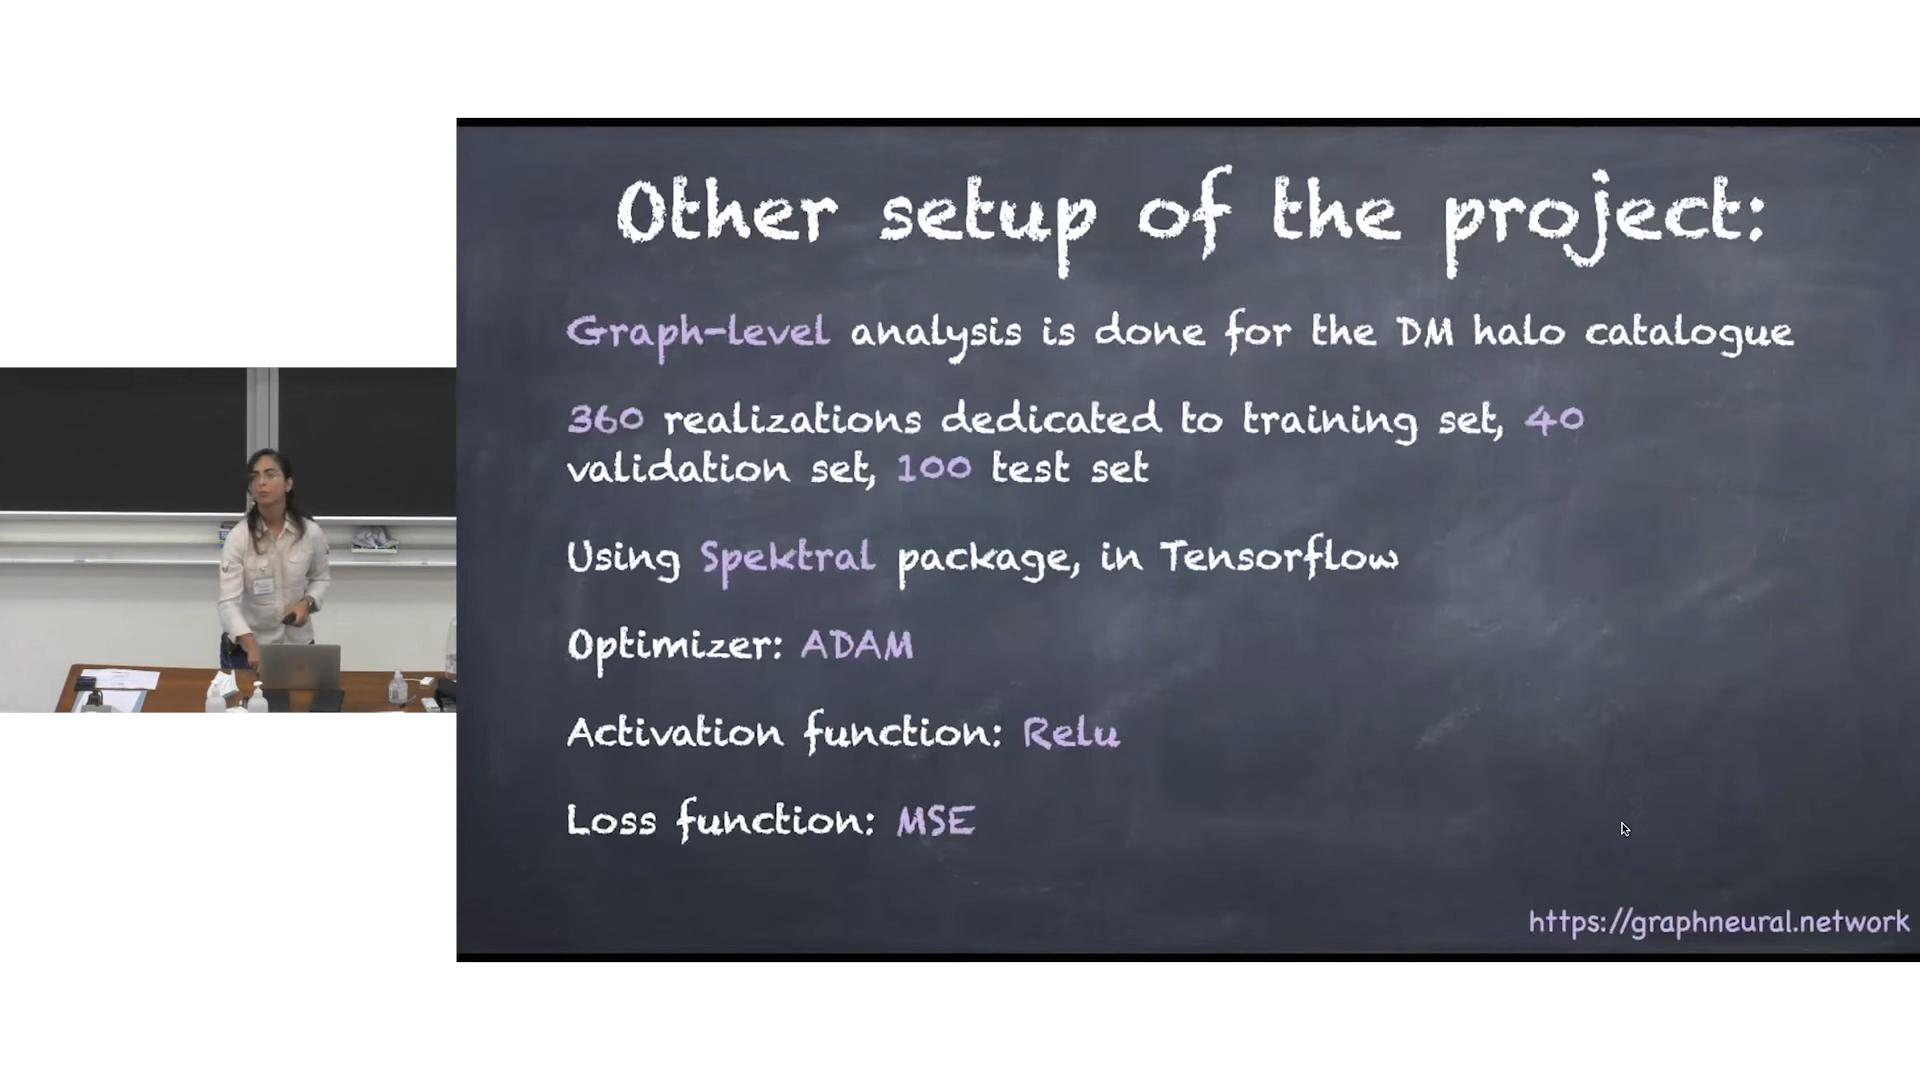 Other setup of the project:
Graph-level analysis is done for the DM halo catalogue
360 realizations dedicated to training set, 40
validation set, 100 test set
Using Spektral package, in Tensorflow
Optimizer: ADAM
Activation function: Relu
Loss function: MSE
https://graphneural.network